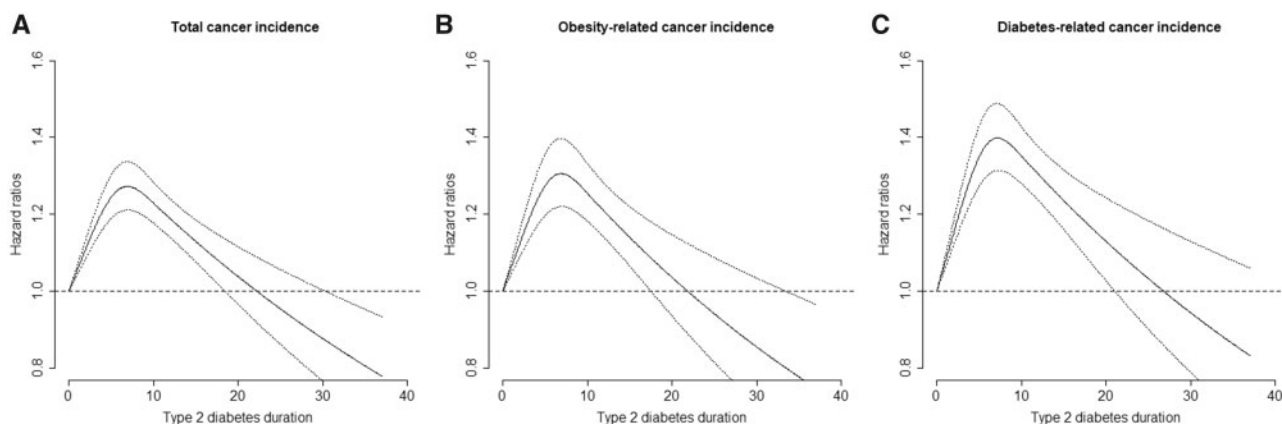 A
Total cancer incidence
1.6
1.4
1.2
1.0
0.8
Hazard ratios
0 10 20 30 40
Type 2 diabetes duration
B
Obesity-related cancer incidence
1.6
1.4
1.2
1.0
0.8
Hazard ratios
0 10 20 30 40
Type 2 diabetes duration
C
Diabetes-related cancer incidence
1.6
1.4
1.2
1.0
0.8
Hazard ratios
0 10 20 30 40
Type 2 diabetes duration